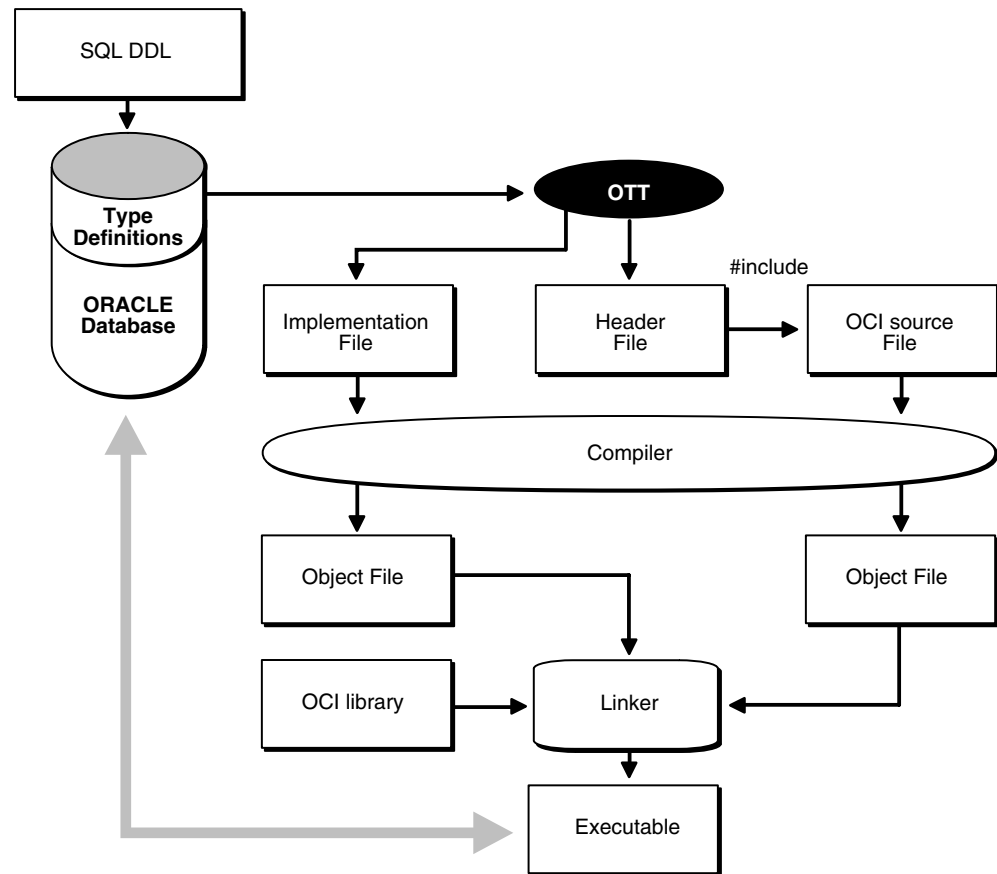 SQL DDL
OTT
Type
Definitions
#include
ORACLE
Database
Implementation
File
Header
File
OCI source
File
Compiler
Object File
Object File
OCI library
Linker
Executable